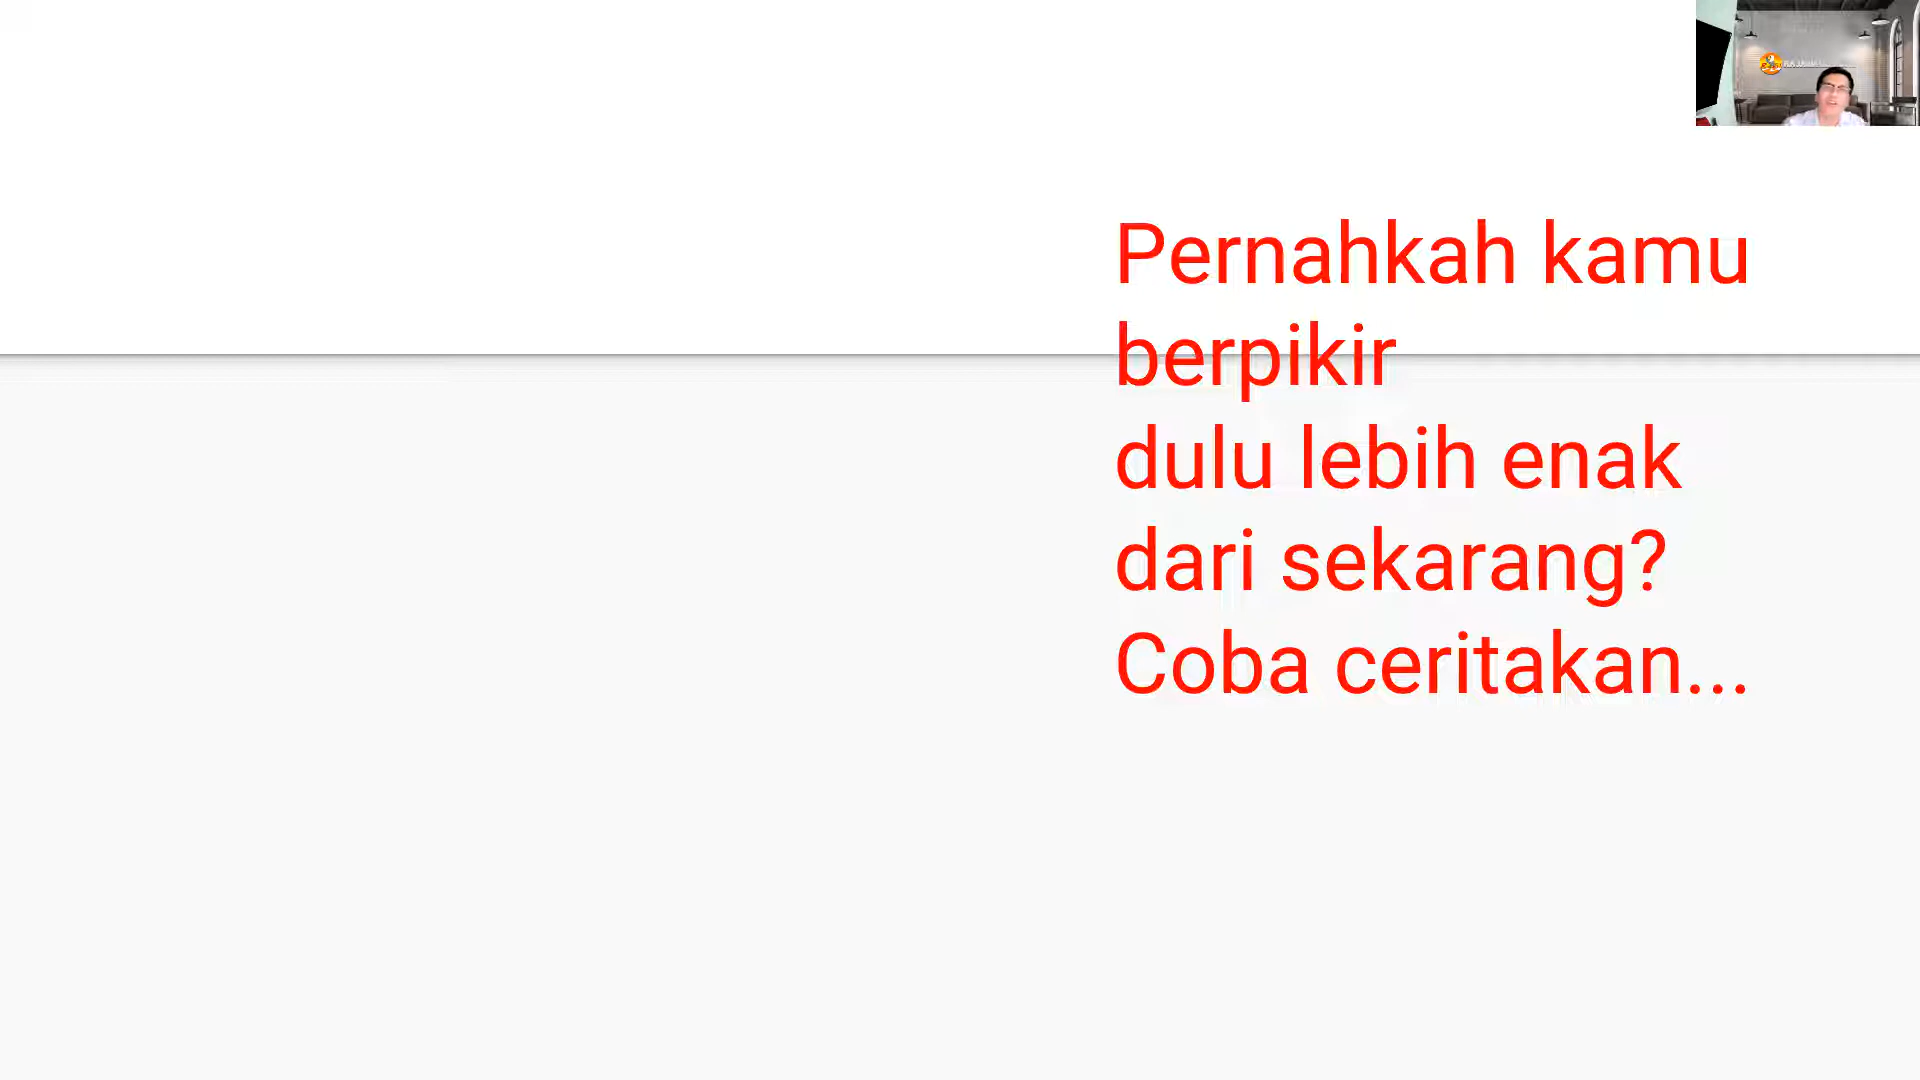 Pernahkah kamu
berpikir
dulu lebih enak
dari sekarang?
Coba ceritakan...